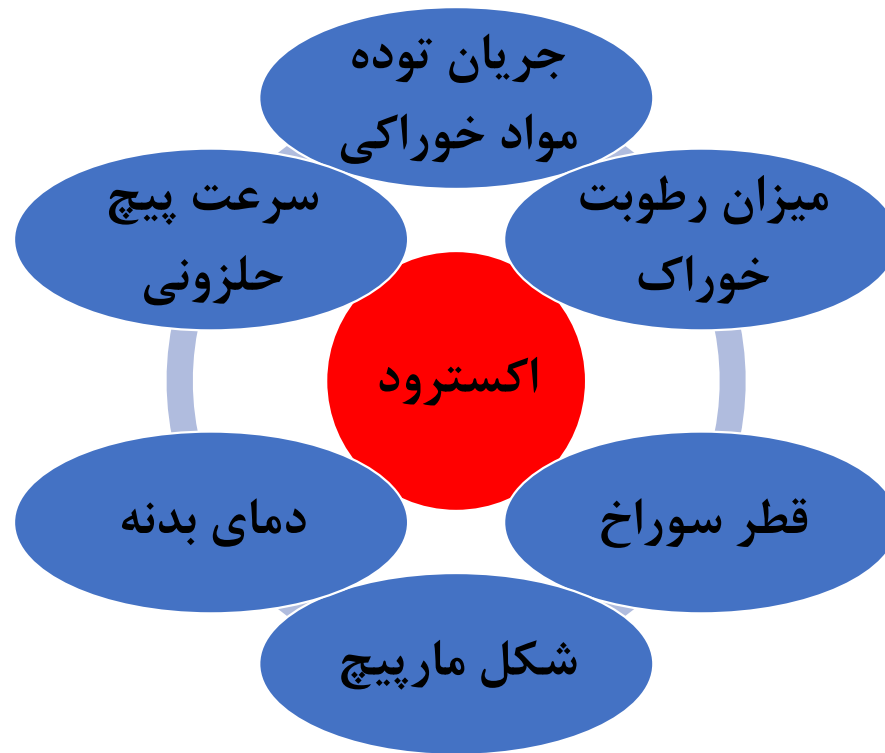 جریان توده
مواد خوراکی
میزان رطوبت
خوراک
قطر سوراخ
شکل مارپیچ
دمای بدنه
سرعت پیچ
حلزونی
اکسترود